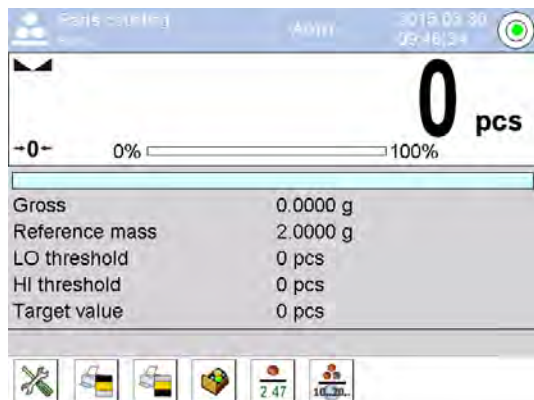 Parts counting Admin 2015.03.30
09:46:34
0 pcs
→0← 0% 100%
Gross 0.0000 g
Reference mass 2.0000 g
LO threshold 0 pcs
HI threshold 0 pcs
Target value 0 pcs
2.47 10..20..